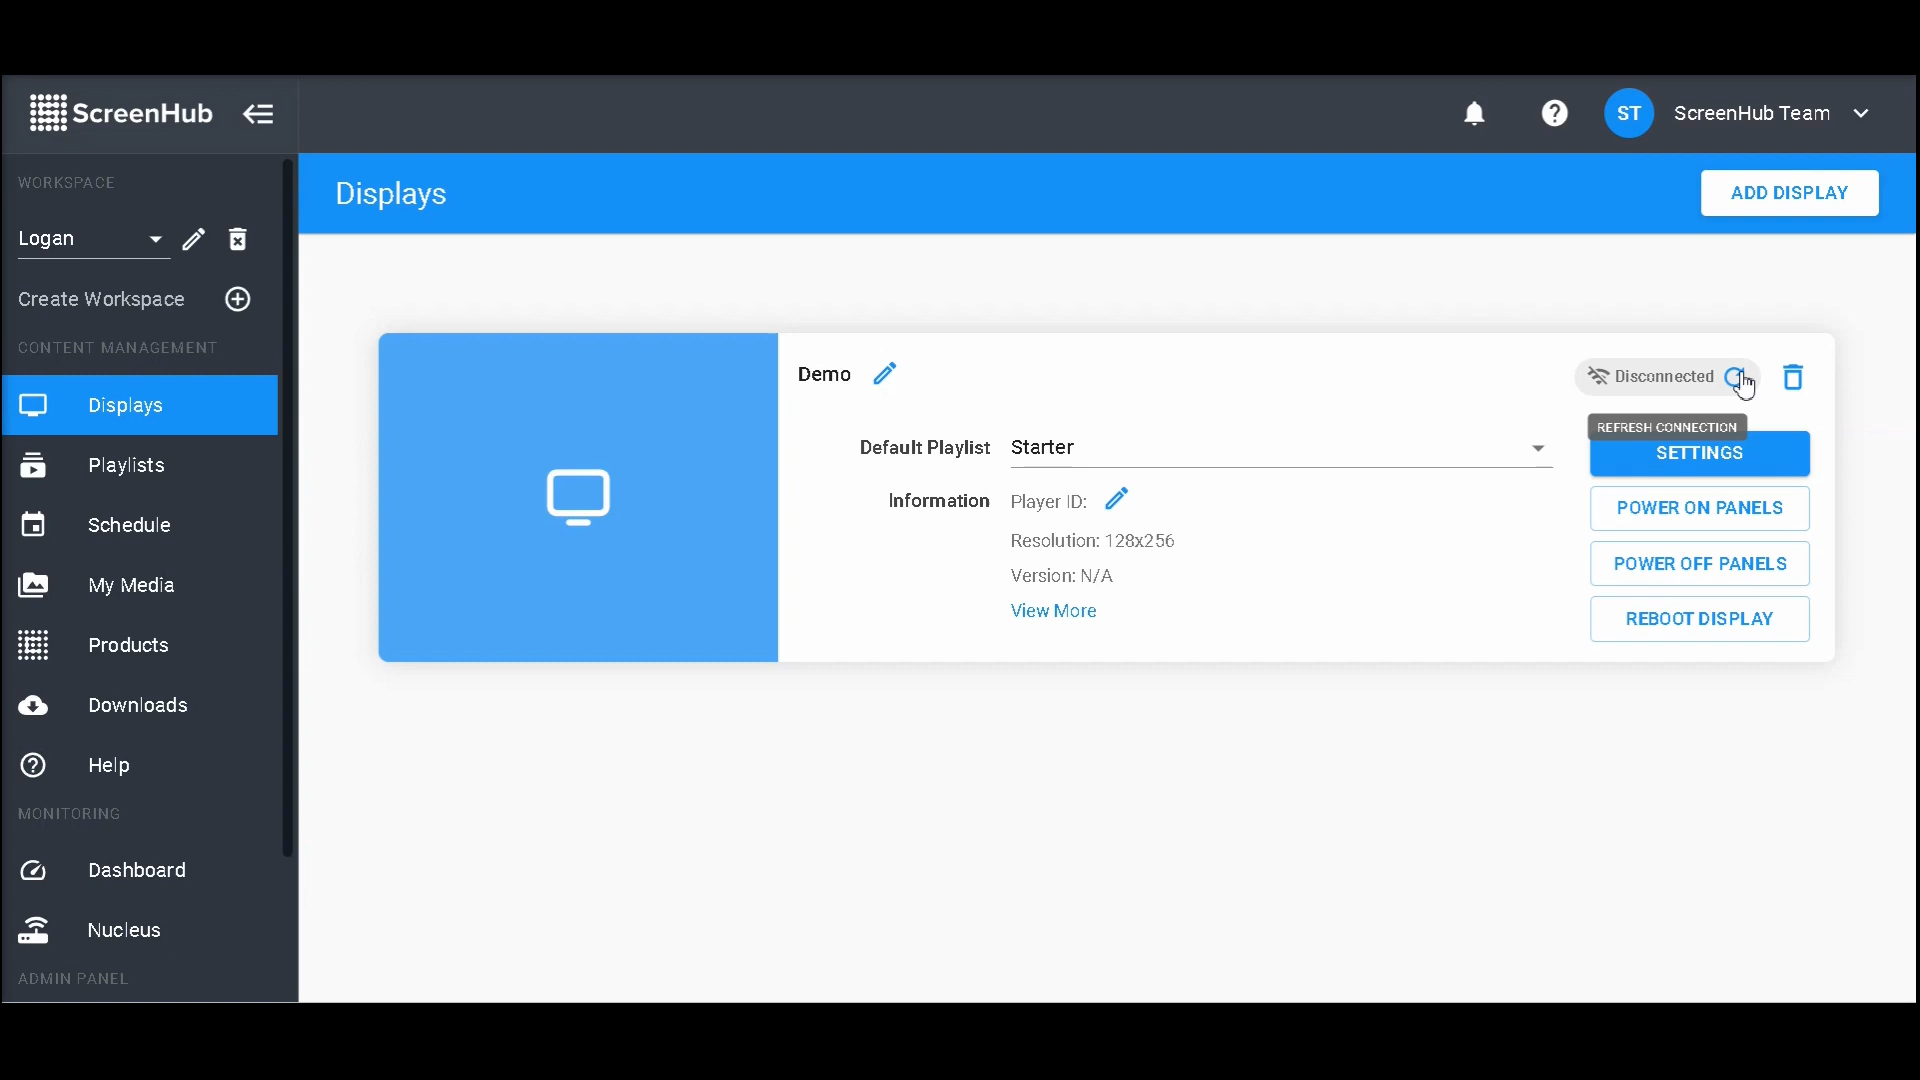 ScreenHub
ST
ScreenHub Team
WORKSPACE
Logan
Create Workspace
CONTENT MANAGEMENT
Displays
Playlists
Schedule
My Media
Products
Downloads
Help
MONITORING
Dashboard
Nucleus
ADMIN PANEL
Displays
ADD DISPLAY
Demo
Disconnected
REFRESH CONNECTION
Default Playlist Starter
SETTINGS
Information Player ID:
POWER ON PANELS
Resolution: 128x256
POWER OFF PANELS
Version: N/A
View More
REBOOT DISPLAY